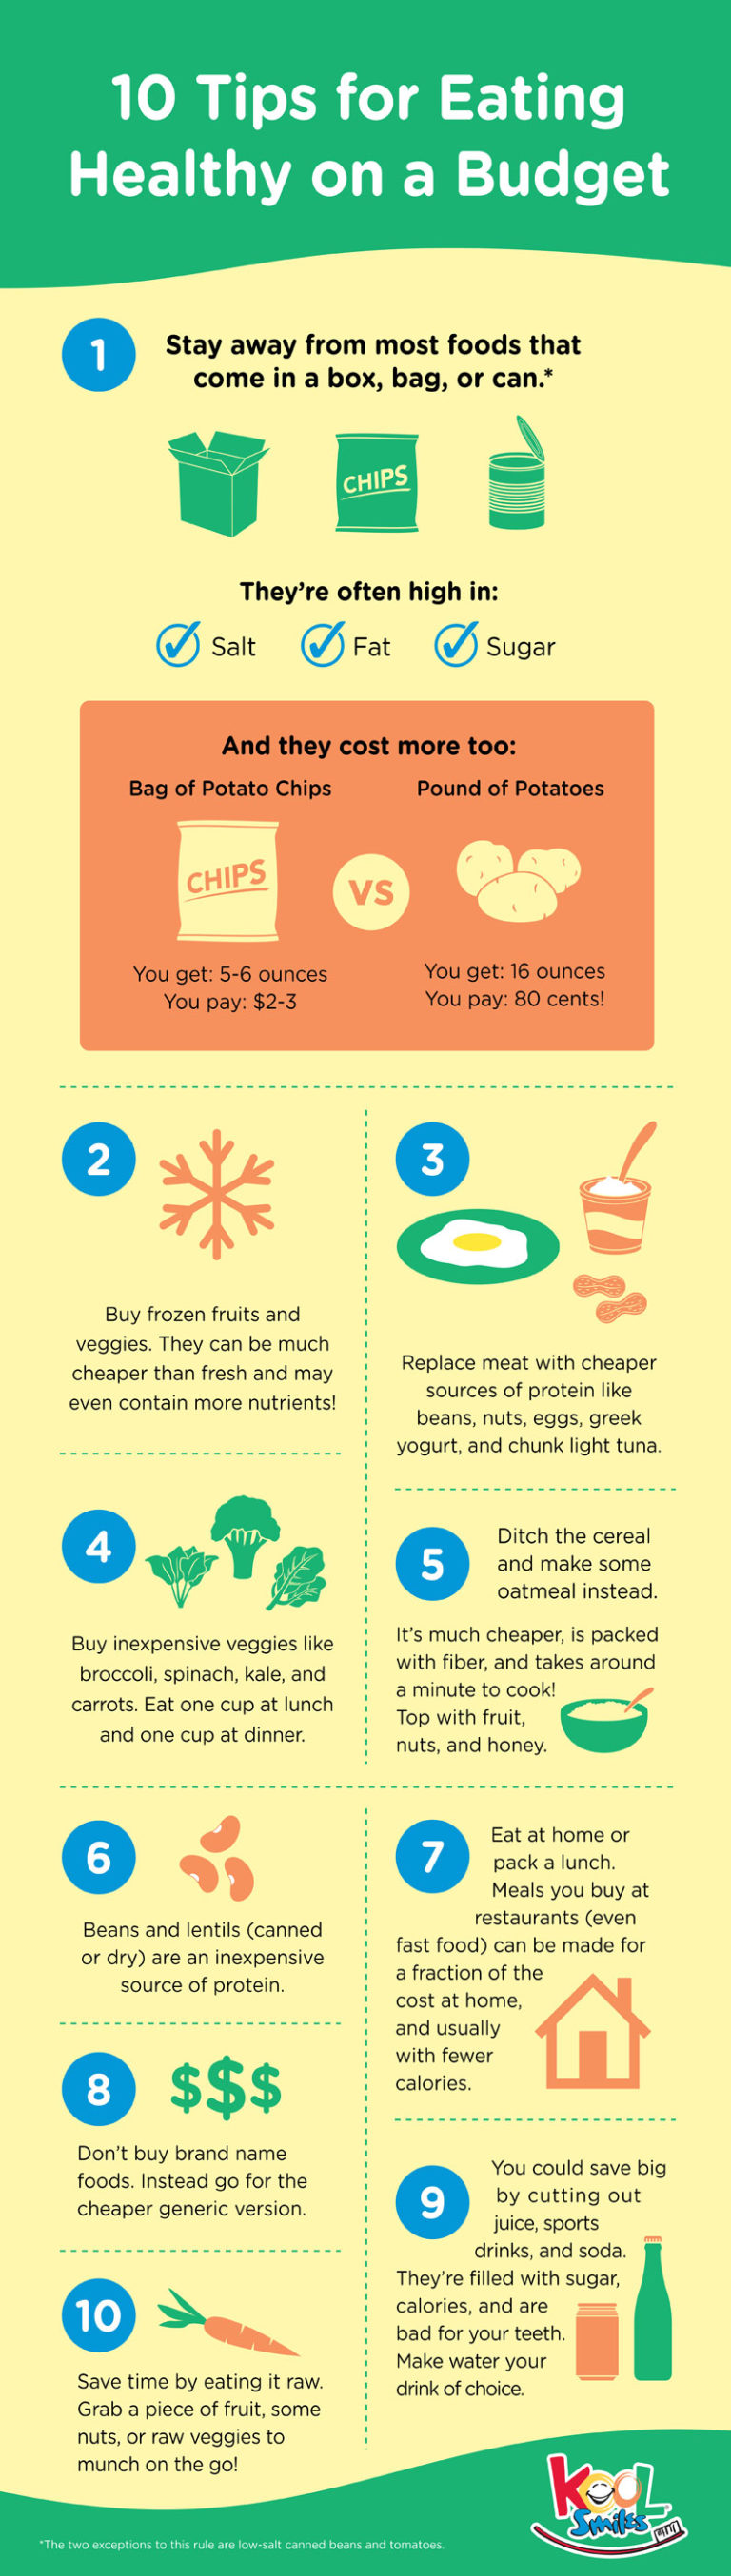 10 Tips for Eating
Healthy on a Budget
1
Stay away from most foods that
come in a box, bag, or can.*
CHIPS
They're often high in:
Salt
Fat
Sugar
And they cost more too:
Bag of Potato Chips
Pound of Potatoes
CHIPS
VS
You get: 5-6 ounces
You pay: $2-3
You get: 16 ounces
You pay: 80 cents!
2
Buy frozen fruits and
veggies. They can be much
cheaper than fresh and may
even contain more nutrients!
3
Replace meat with cheaper
sources of protein like
beans, nuts, eggs, greek
yogurt, and chunk light tuna.
4
Buy inexpensive veggies like
broccoli, spinach, kale, and
carrots. Eat one cup at lunch
and one cup at dinner.
5
Ditch the cereal
and make some
oatmeal instead.
It's much cheaper, is packed
with fiber, and takes around
a minute to cook!
Top with fruit,
nuts, and honey.
6
Beans and lentils (canned
or dry) are an inexpensive
source of protein.
7
Eat at home or
pack a lunch.
Meals you buy at
restaurants (even
fast food) can be made for
a fraction of the
cost at home,
and usually
with fewer
calories.
8
$$$
Don't buy brand name
foods. Instead go for the
cheaper generic version.
9
You could save big
by cutting out
juice, sports
drinks, and soda.
They're filled with sugar,
calories, and are
bad for your teeth.
Make water your
drink of choice.
10
Save time by eating it raw.
Grab a piece of fruit, some
nuts, or raw veggies to
munch on the go!
KOOL
Smiles
*The two exceptions to this rule are low-salt canned beans and tomatoes.